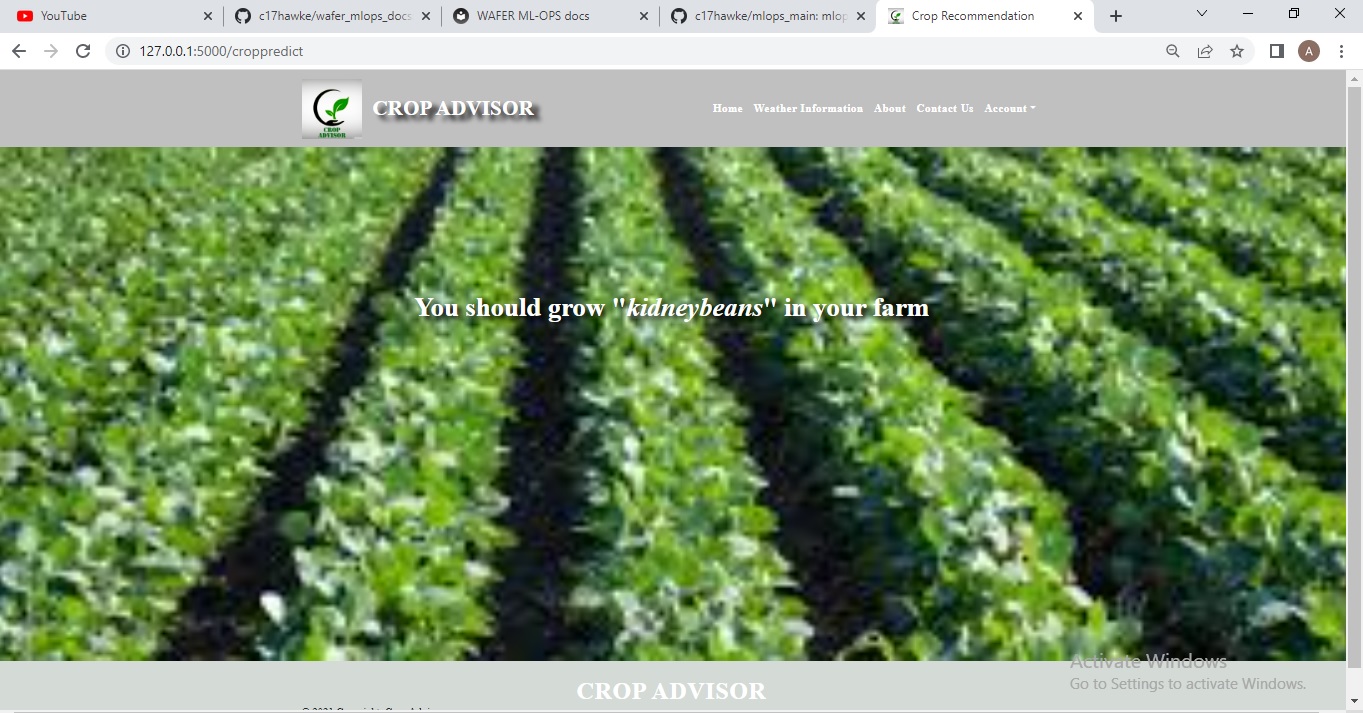 YouTube
c17hawke/wafer_mlops_docs:
WAFER ML-OPS docs
c17hawke/mlops_main: mlop
Crop Recommendation
127.0.0.1:5000/croppredict
A
CROP
ADVISOR
CROP ADVISOR
Home Weather Information About Contact Us Account
You should grow "kidneybeans" in your farm
Activate Windows
Go to Settings to activate Windows.
CROP ADVISOR